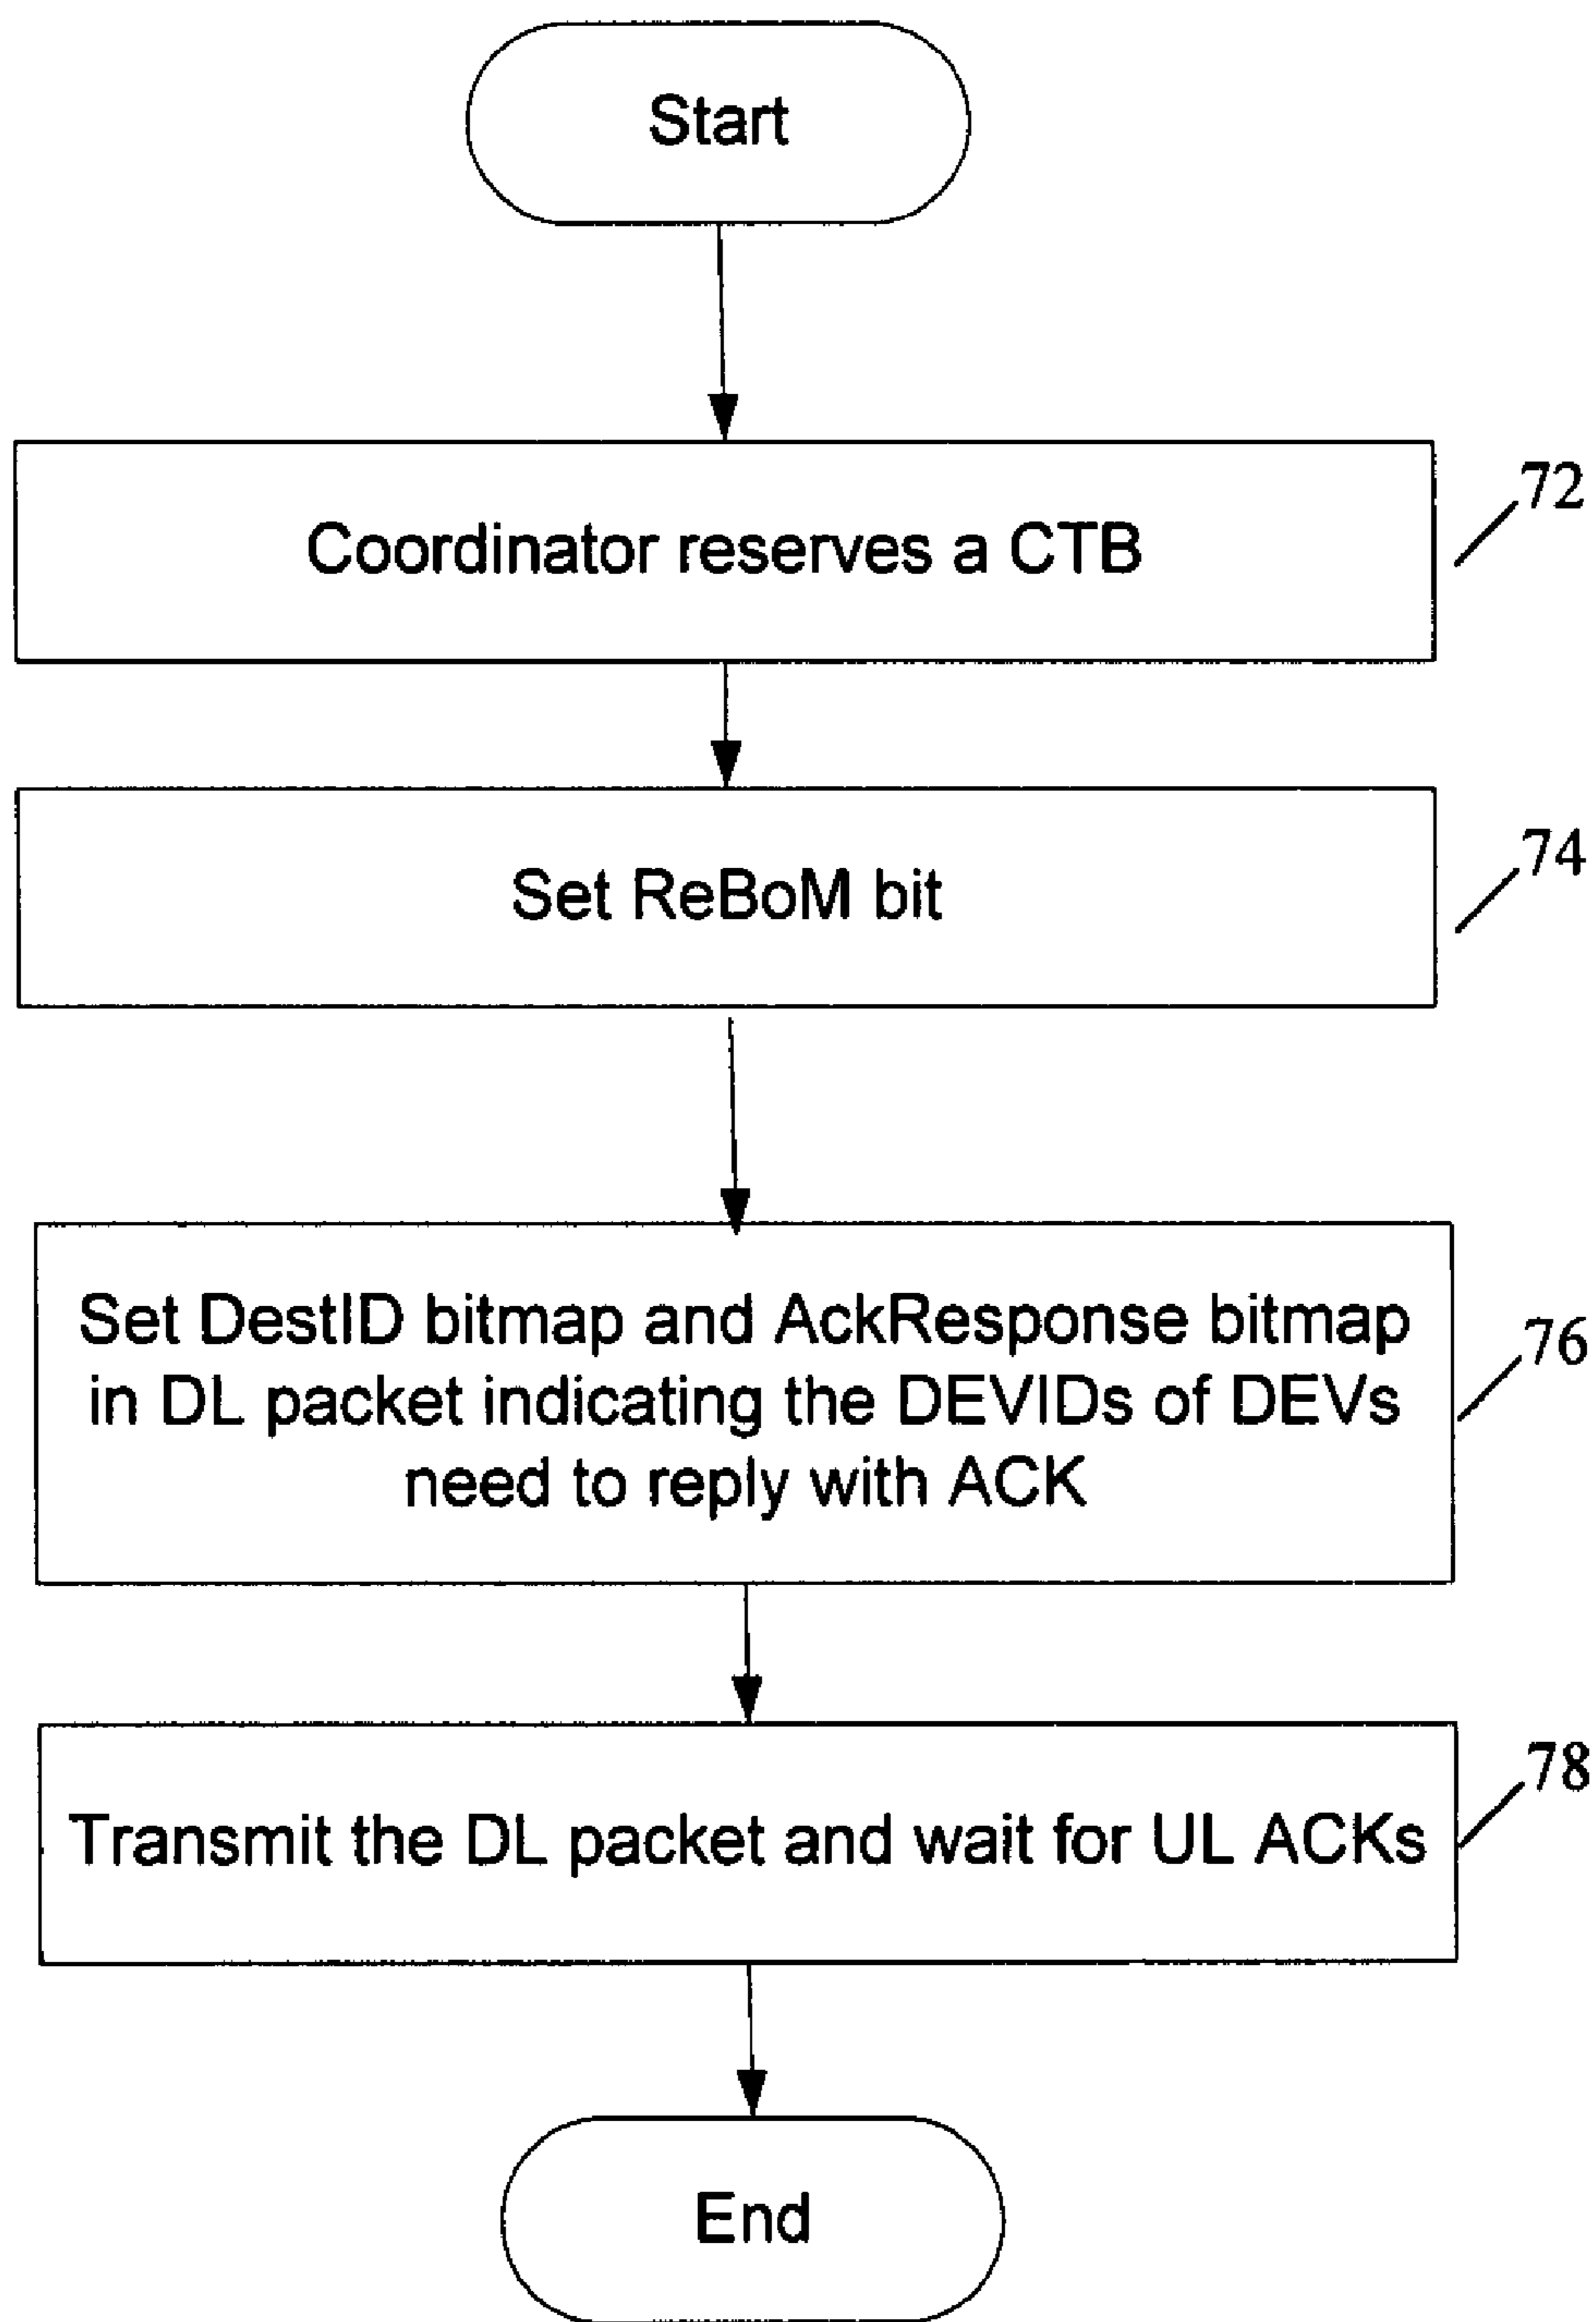 Start
Coordinator reserves a CTB
72
Set ReBoM bit
74
Set DestID bitmap and AckResponse bitmap
in DL packet indicating the DEVIDs of DEVs
need to reply with ACK
76
Transmit the DL packet and wait for UL ACKs
78
End